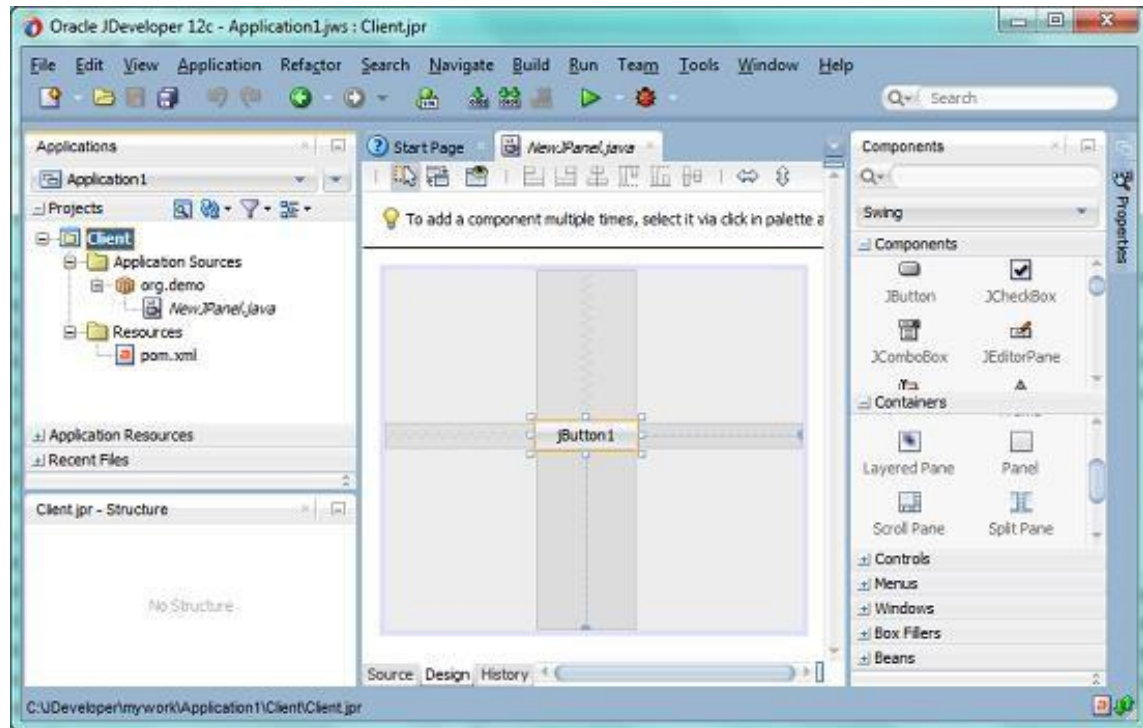 Oracle JDeveloper 12c - Application1.jws : Client.jpr
File Edit View Application Refactor Search Navigate Build Run Team Tools Window Help
Search
Applications
Application1
Projects
Client
Application Sources
org.demo
NewJPanel.java
Resources
pom.xml
Application Resources
Recent Files
Client.jpr - Structure
No Structure
Start Page NewJPanel.java
To add a component multiple times, select it via click in palette a
jButton1
Source Design History
Components
Swing
Components
JButton JCheckBox
JComboBox JEditorPane
Containers
Layered Pane Panel
Scroll Pane Split Pane
Controls
Menus
Windows
Box Fillers
Beans
Properties
C:\JDeveloper\mywork\Application1\Client\Client.jpr